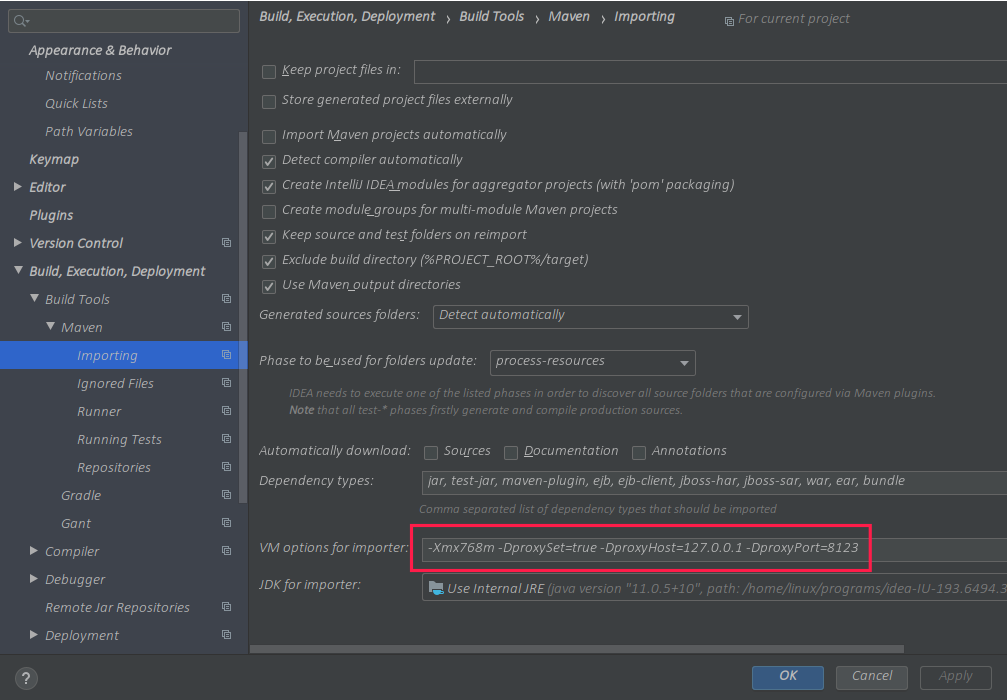 Appearance & Behavior
Notifications
Quick Lists
Path Variables
Keymap
Editor
Plugins
Version Control
Build, Execution, Deployment
Build Tools
Maven
Importing
Ignored Files
Runner
Running Tests
Repositories
Gradle
Gant
Compiler
Debugger
Remote Jar Repositories
Deployment
Build, Execution, Deployment › Build Tools › Maven › Importing For current project
Keep project files in:
Store generated project files externally
Import Maven projects automatically
Detect compiler automatically
Create IntelliJ IDEA modules for aggregator projects (with 'pom' packaging)
Create module groups for multi-module Maven projects
Keep source and test folders on reimport
Exclude build directory (%PROJECT_ROOT%/target)
Use Maven output directories
Generated sources folders: Detect automatically
Phase to be used for folders update: process-resources
IDEA needs to execute one of the listed phases in order to discover all source folders that are configured via Maven plugins.
Note that all test-* phases firstly generate and compile production sources.
Automatically download: Sources Documentation Annotations
Dependency types: jar, test-jar, maven-plugin, ejb, ejb-client, jboss-har, jboss-sar, war, ear, bundle
Comma separated list of dependency types that should be imported
VM options for importer: -Xmx768m -DproxySet=true -DproxyHost=127.0.0.1 -DproxyPort=8123
JDK for importer: Use Internal JRE (java version "11.0.5+10", path: /home/linux/programs/idea-IU-193.6494.3
? OK Cancel Apply